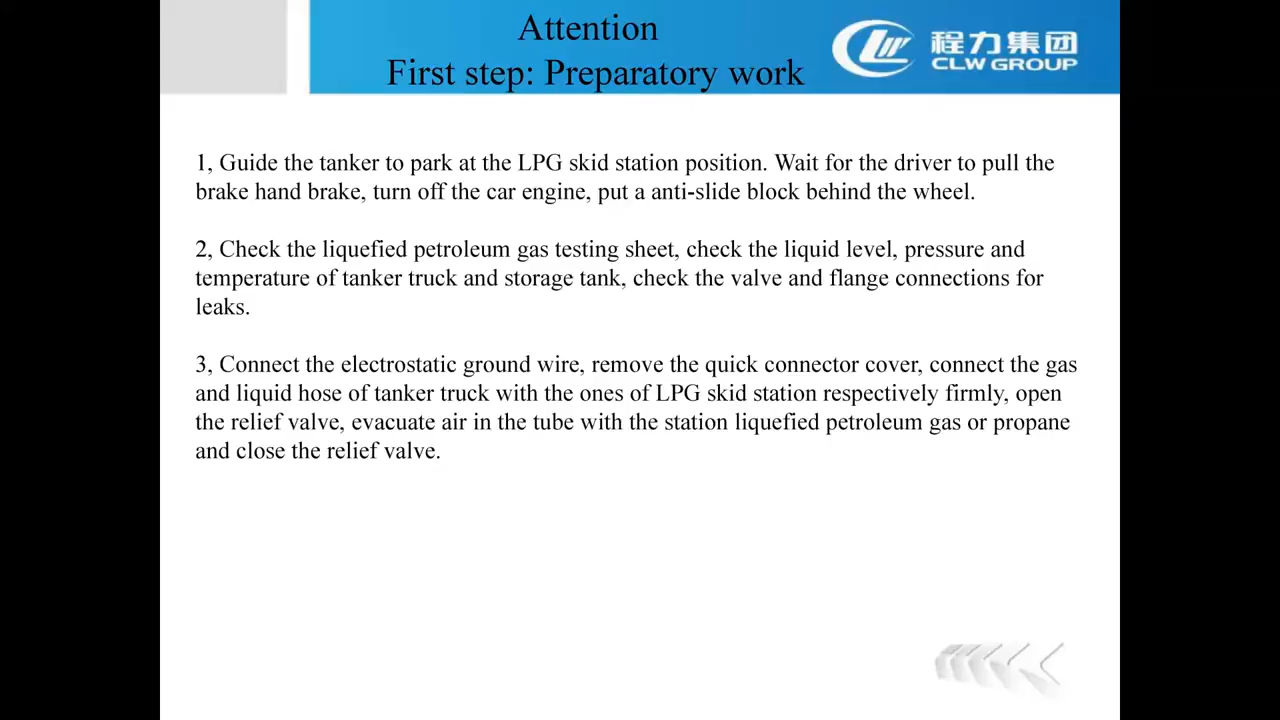 Attention
First step: Preparatory work
程力集团
CLW GROUP
1, Guide the tanker to park at the LPG skid station position. Wait for the driver to pull the
brake hand brake, turn off the car engine, put a anti-slide block behind the wheel.
2, Check the liquefied petroleum gas testing sheet, check the liquid level, pressure and
temperature of tanker truck and storage tank, check the valve and flange connections for
leaks.
3, Connect the electrostatic ground wire, remove the quick connector cover, connect the gas
and liquid hose of tanker truck with the ones of LPG skid station respectively firmly, open
the relief valve, evacuate air in the tube with the station liquefied petroleum gas or propane
and close the relief valve.